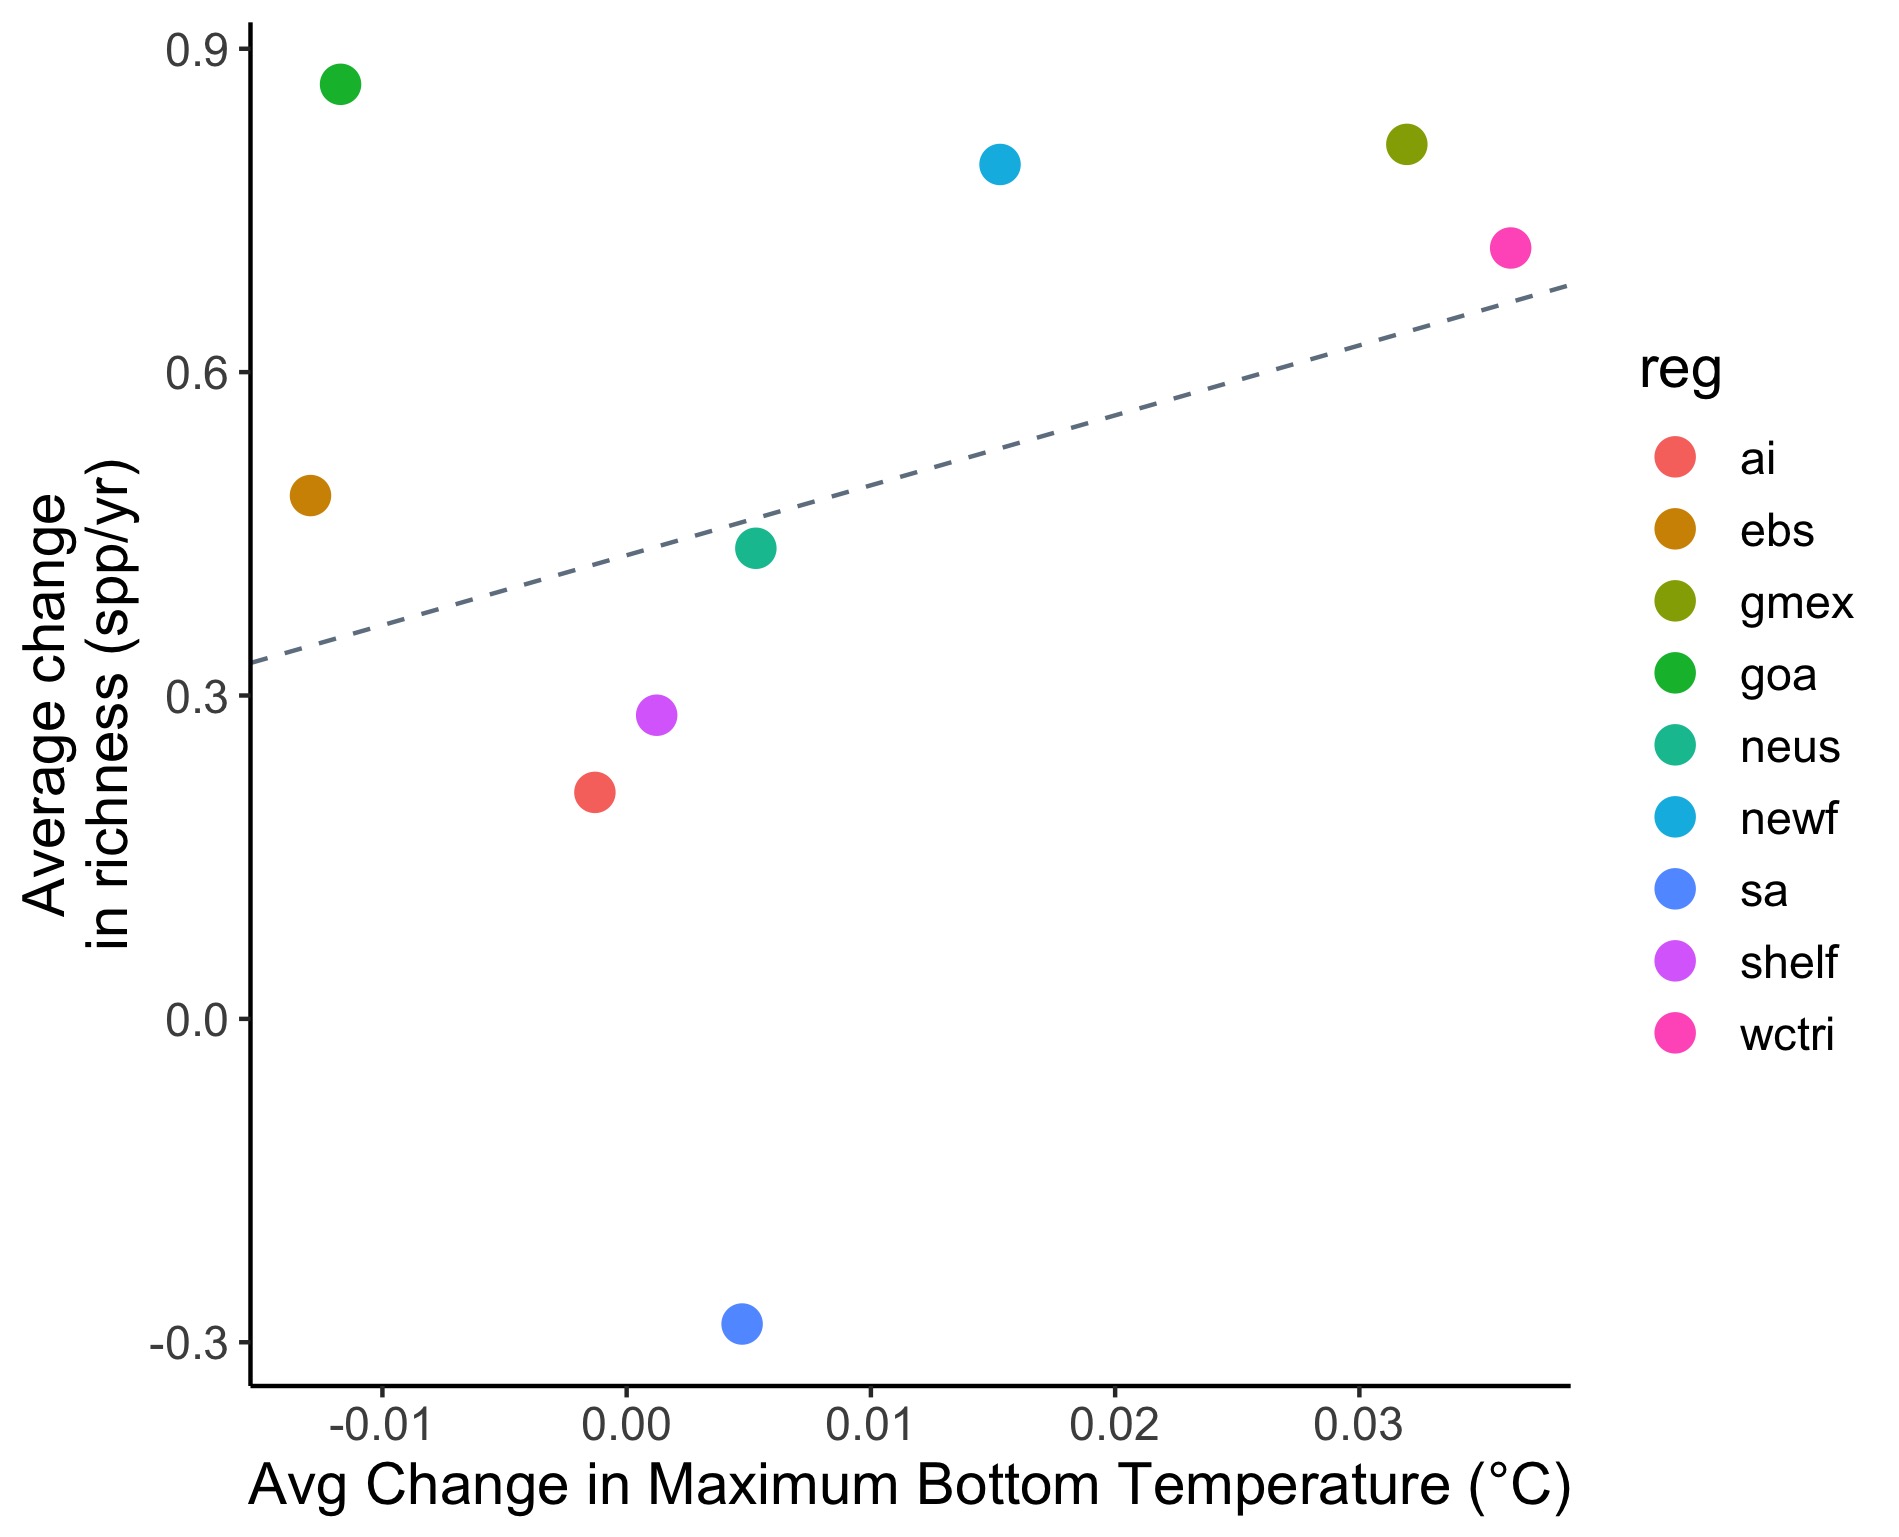 0.9
0.6
0.3
0.0
-0.3
Average change
in richness (spp/yr)
-0.01 0.00 0.01 0.02 0.03
Avg Change in Maximum Bottom Temperature (°C)
reg
ai
ebs
gmex
goa
neus
newf
sa
shelf
wctri